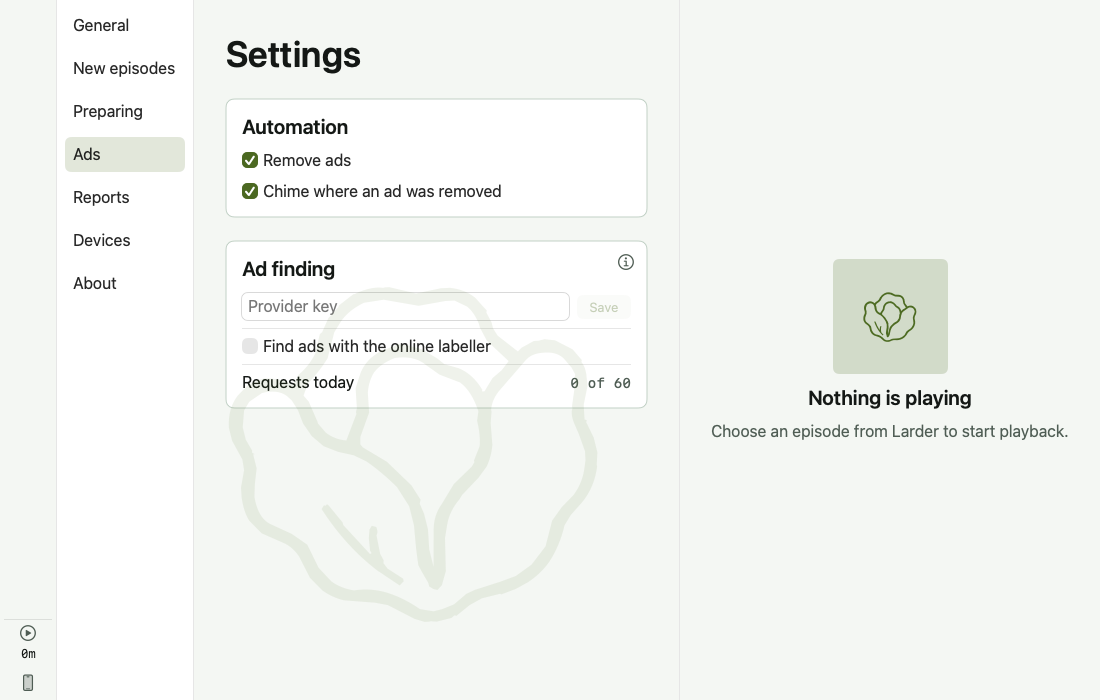 General
New episodes
Preparing
Ads
Reports
Devices
About
0m
Settings
Automation
Remove ads
Chime where an ad was removed
Ad finding
Provider key
Save
Find ads with the online labeller
Requests today
0 of 60
Nothing is playing
Choose an episode from Larder to start playback.